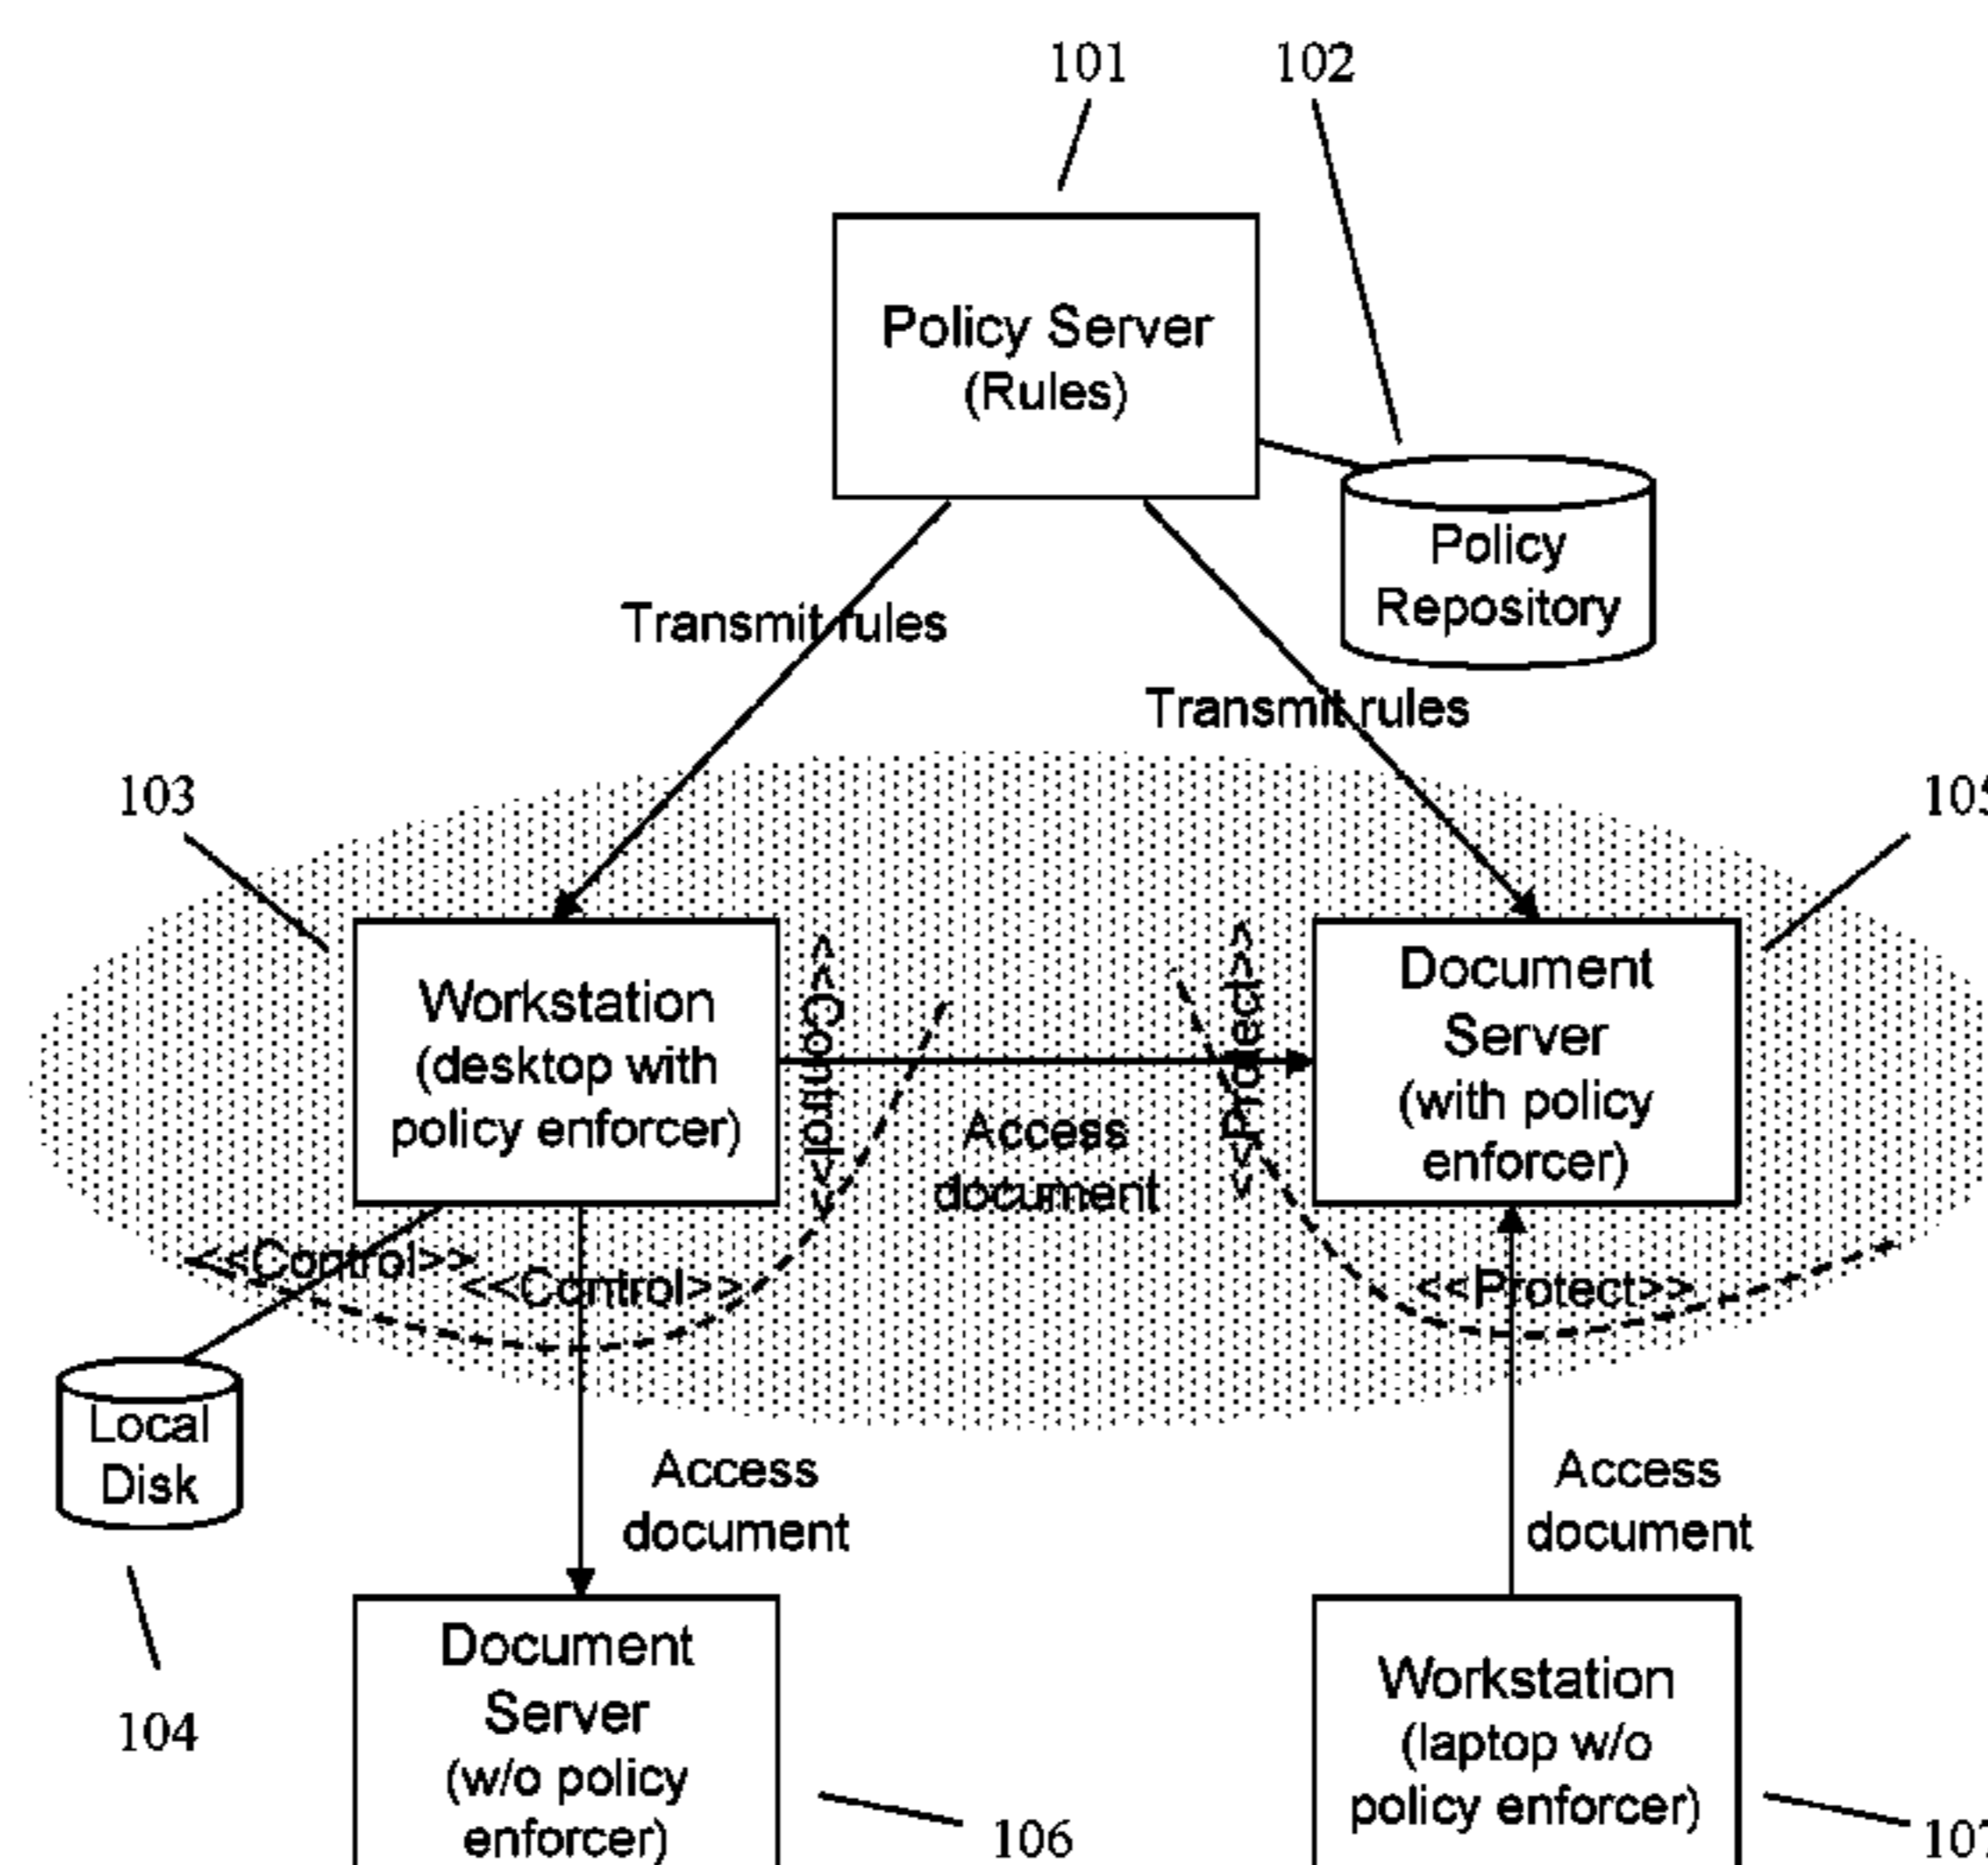 101
102
Policy Server
(Rules)
Policy
Repository
Transmit rules
Transmit rules
103
105
Workstation
(desktop with
policy enforcer)
<<Control>>
<<Protect>>
Document
Server
(with policy
enforcer)
Access
document
<<Control>>
<<Control>>
<<Protect>>
Local
Disk
Access
document
Access
document
104
Document
Server
(w/o policy
enforcer)
106
Workstation
(laptop w/o
policy enforcer)
107